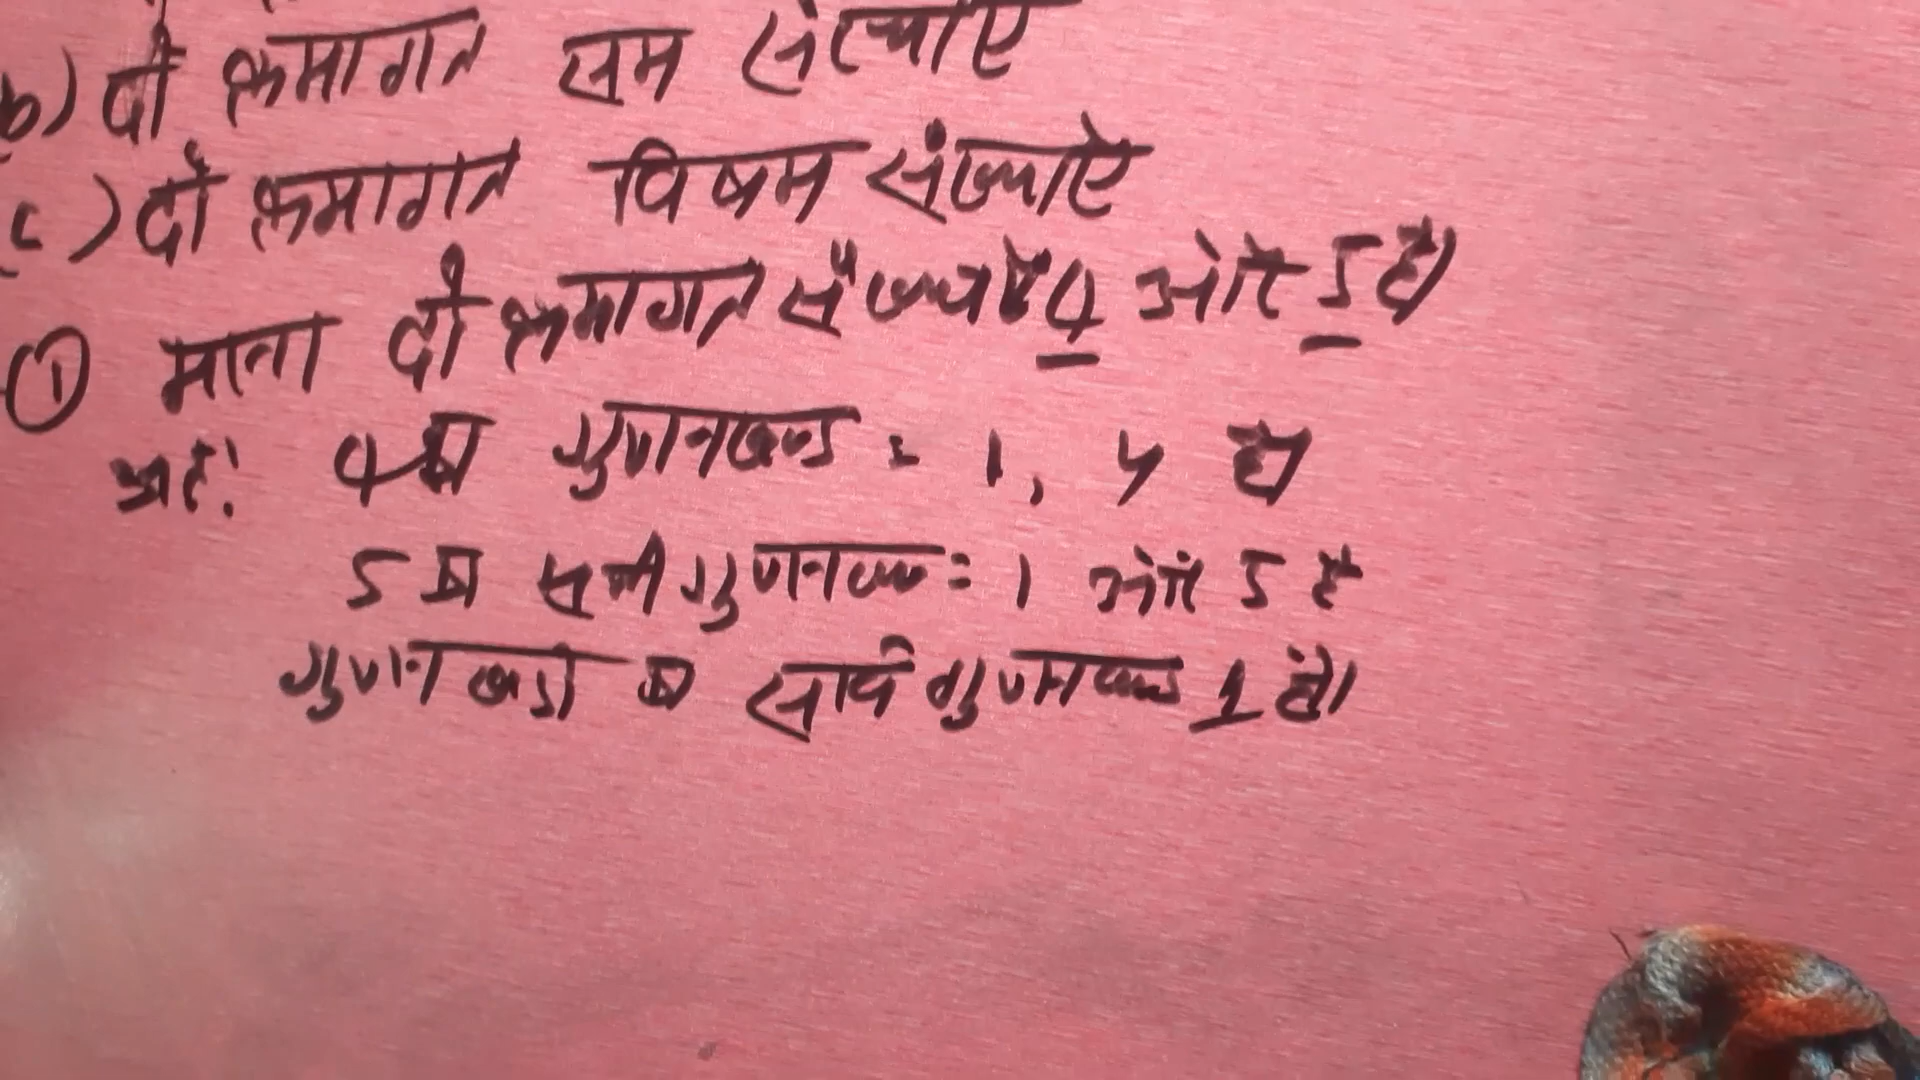 b) दो क्रमागत सम संख्याएं
c) दो क्रमागत विषम संख्याऐ
① माना दो क्रमागत संख्याऐं 4 और 5 है।
अतः 4 का गुणनखण्ड = 1, 4 है
5 का सभी गुणनखण्ड = 1 और 5 है
गुणनखण्डो का सार्व गुणनखण्ड 1 है।